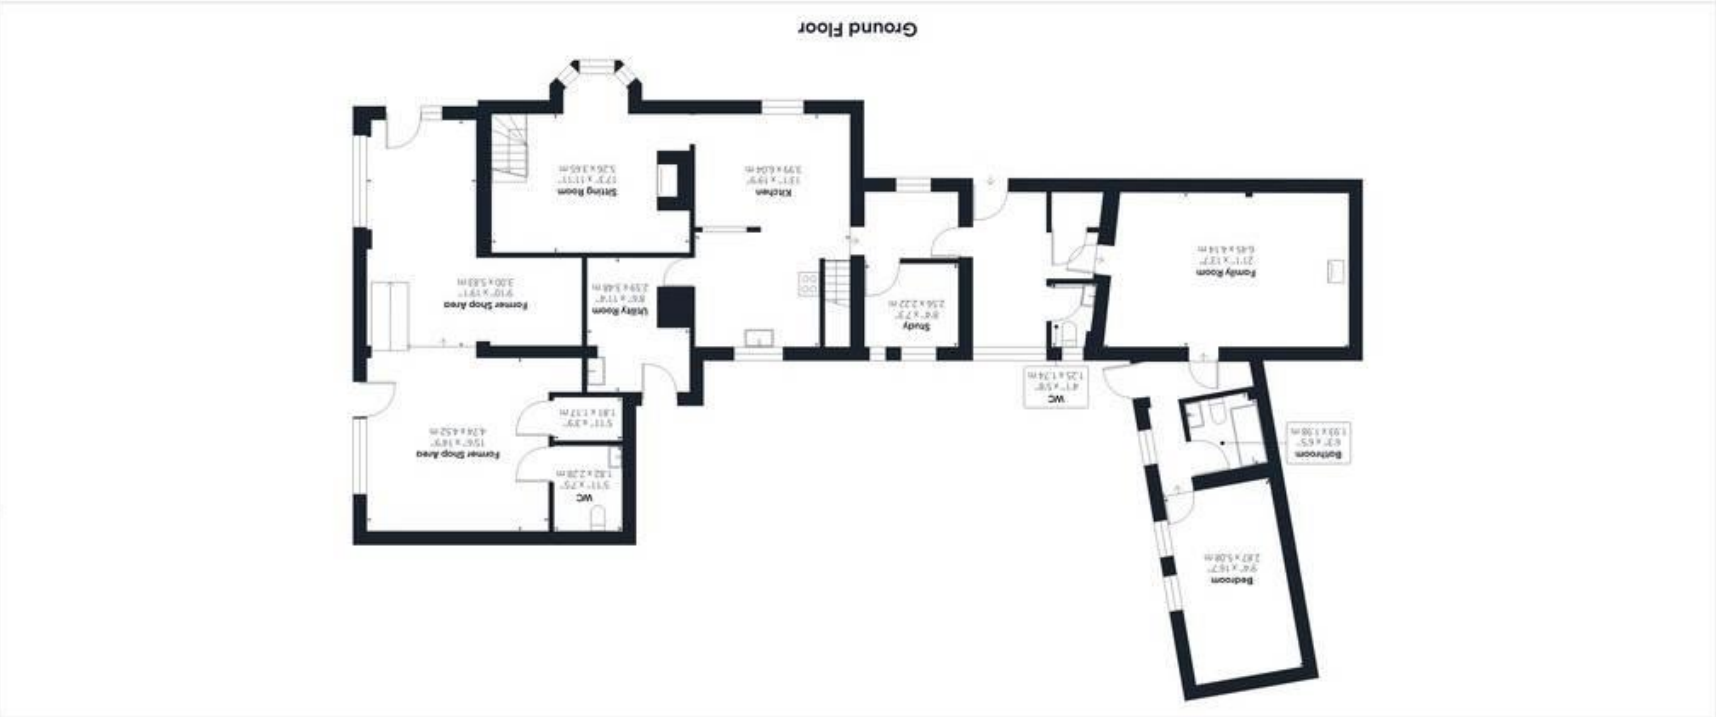 Bedroom
9'4" x 16'7"
2.87 x 5.08 m
WC
5'11" x 7'5"
1.82 x 2.28 m
Bathroom
6'3" x 6'5"
1.93 x 1.98 m
Former Shop Area
15'6" x 14'9"
4.74 x 4.52 m
5'11" x 3'9"
1.81 x 1.17 m
WC
4'1" x 5'8"
1.25 x 1.74 m
Study
8'4" x 7'3"
2.56 x 2.22 m
Utility Room
8'6" x 11'4"
2.59 x 3.48 m
Former Shop Area
9'10" x 19'1"
3.00 x 5.83 m
Family Room
21'1" x 13'7"
6.45 x 4.14 m
Kitchen
13'1" x 19'9"
3.99 x 6.04 m
Sitting Room
17'3" x 11'11"
5.26 x 3.65 m
Ground Floor